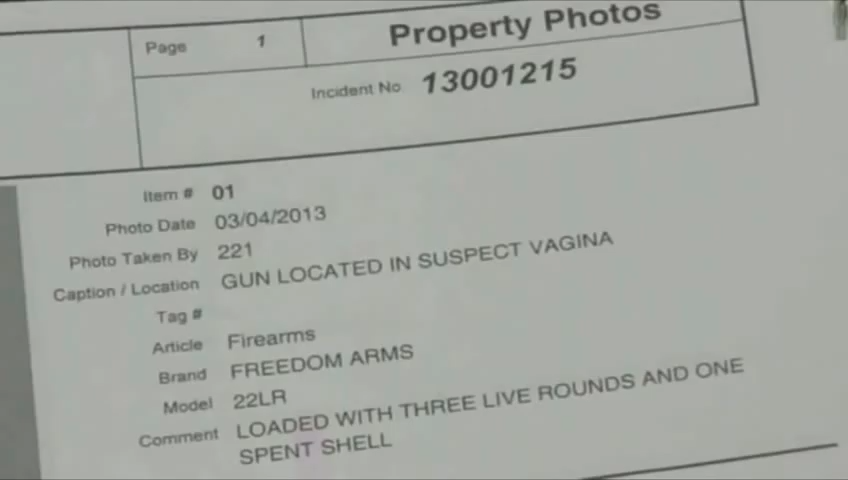 Page 1
Property Photos
Incident No. 13001215
Item # 01
Photo Date 03/04/2013
Photo Taken By 221
Caption / Location GUN LOCATED IN SUSPECT VAGINA
Tag #
Article Firearms
Brand FREEDOM ARMS
Model 22LR
Comment LOADED WITH THREE LIVE ROUNDS AND ONE
SPENT SHELL